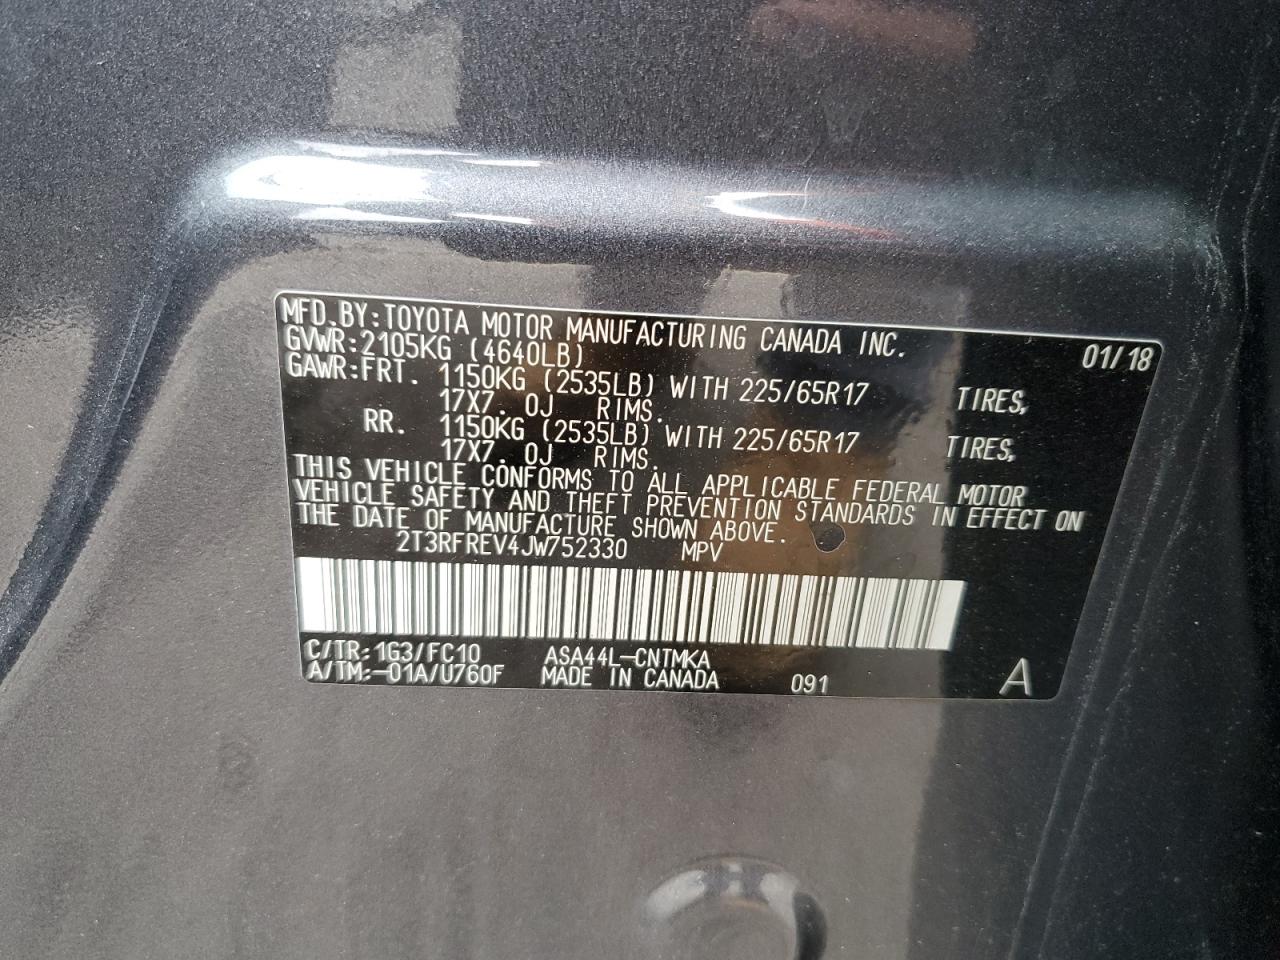 MFD.BY:TOYOTA MOTOR MANUFACTURING CANADA INC.
GVWR:2105KG (4640LB) 01/18
GAWR:FRT. 1150KG (2535LB) WITH 225/65R17 TIRES,
17X7. 0J RIMS.
RR. 1150KG (2535LB) WITH 225/65R17 TIRES,
17X7. 0J RIMS.
THIS VEHICLE CONFORMS TO ALL APPLICABLE FEDERAL MOTOR
VEHICLE SAFETY AND THEFT PREVENTION STANDARDS IN EFFECT ON
THE DATE OF MANUFACTURE SHOWN ABOVE.
2T3RFREV4JW752330 MPV
C/TR:1G3/FC10 ASA44L-CNTMKA
A/TM:-01A/U760F MADE IN CANADA 091 A